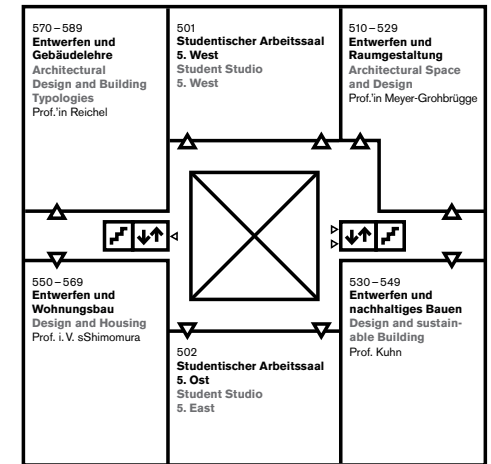 570–589
Entwerfen und
Gebäudelehre
Architectural
Design and Building
Typologies
Prof.'in Reichel
501
Studentischer Arbeitssaal
5. West
Student Studio
5. West
510–529
Entwerfen und
Raumgestaltung
Architectural Space
and Design
Prof.'in Meyer-Grohbrügge
550–569
Entwerfen und
Wohnungsbau
Design and Housing
Prof. i. V. sShimomura
502
Studentischer Arbeitssaal
5. Ost
Student Studio
5. East
530–549
Entwerfen und
nachhaltiges Bauen
Design and sustain-
able Building
Prof. Kuhn